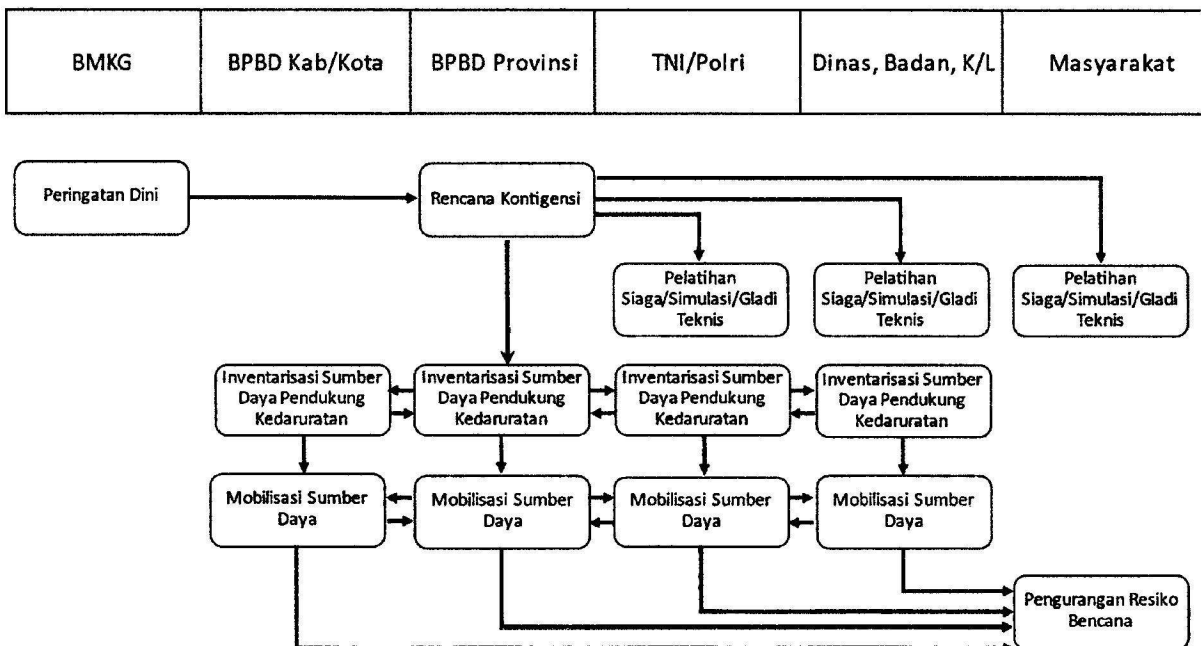 BMKG
BPBD Kab/Kota
BPBD Provinsi
TNI/Polri
Dinas, Badan, K/L
Masyarakat
Peringatan Dini
Rencana Kontigensi
Pelatihan
Siaga/Simulasi/Gladi
Teknis
Pelatihan
Siaga/Simulasi/Gladi
Teknis
Pelatihan
Siaga/Simulasi/Gladi
Teknis
Inventarisasi Sumber
Daya Pendukung
Kedaruratan
Inventarisasi Sumber
Daya Pendukung
Kedaruratan
Inventarisasi Sumber
Daya Pendukung
Kedaruratan
Inventarisasi Sumber
Daya Pendukung
Kedaruratan
Mobilisasi Sumber
Daya
Mobilisasi Sumber
Daya
Mobilisasi Sumber
Daya
Mobilisasi Sumber
Daya
Pengurangan Resiko
Bencana